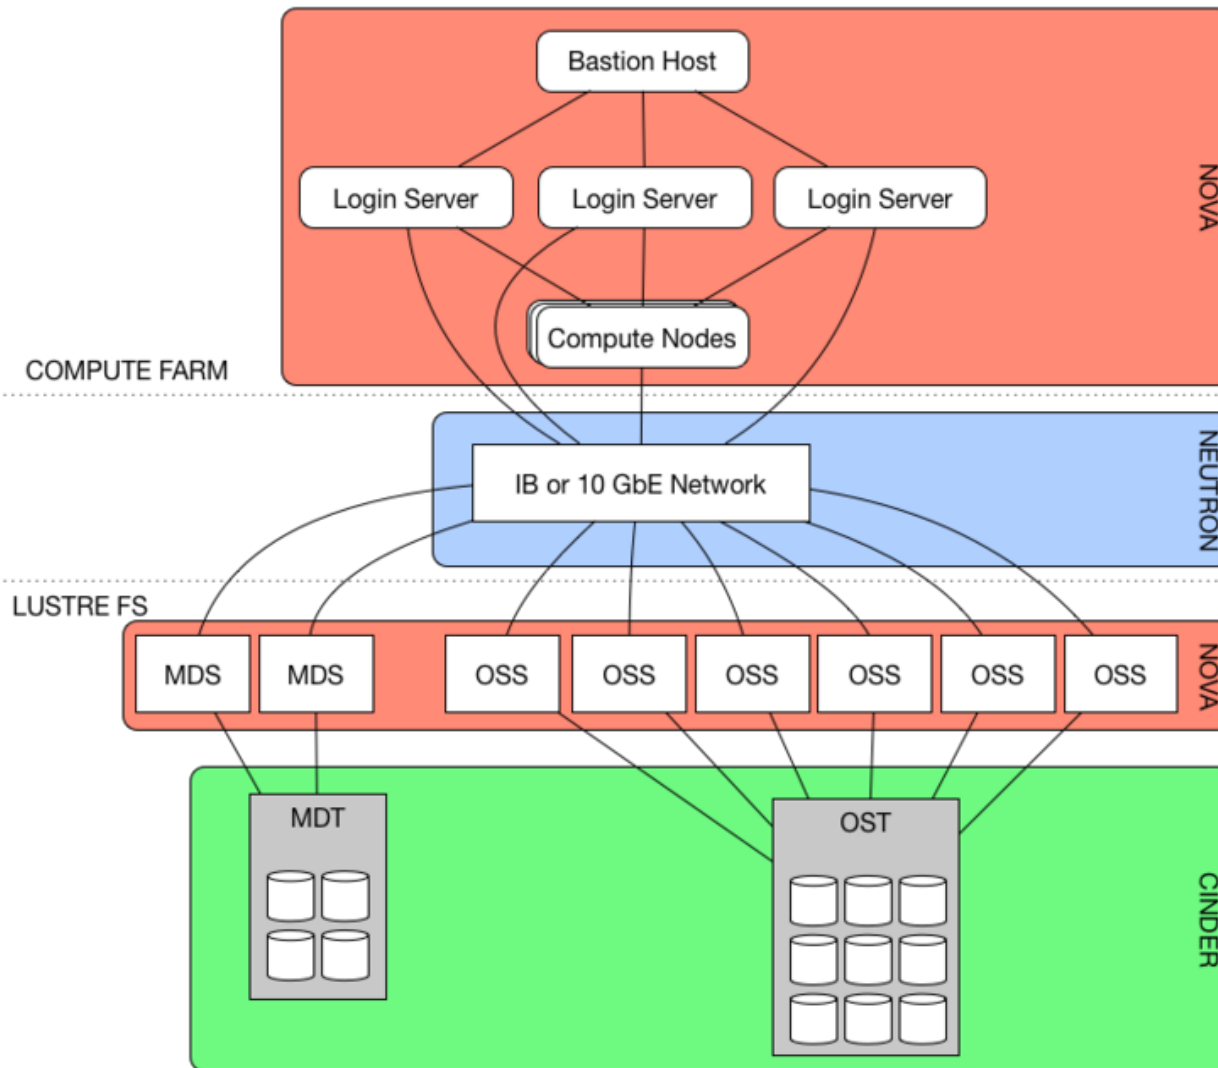 Bastion Host
Login Server
Login Server
Login Server
NOVA
Compute Nodes
COMPUTE FARM
IB or 10 GbE Network
NEUTRON
LUSTRE FS
MDS
MDS
OSS
OSS
OSS
OSS
OSS
OSS
NOVA
MDT
OST
CINDER